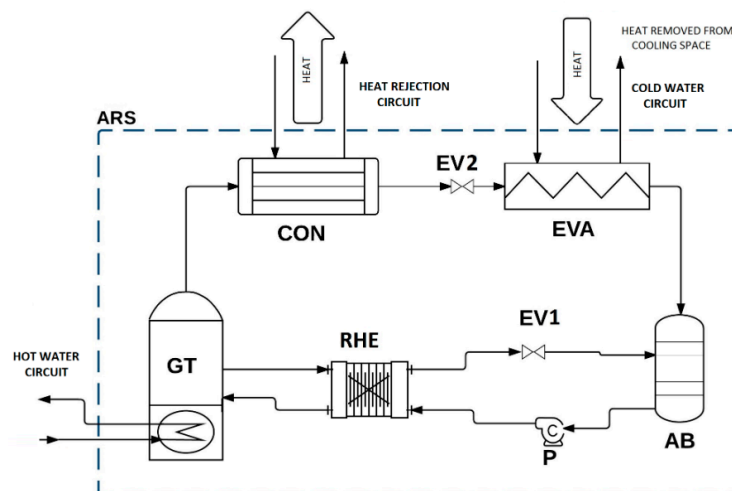 HEAT
HEAT
HEAT REMOVED FROM
COOLING SPACE
HEAT REJECTION
CIRCUIT
COLD WATER
CIRCUIT
ARS
EV2
CON
EVA
RHE
EV1
HOT WATER
CIRCUIT
GT
C
P
AB